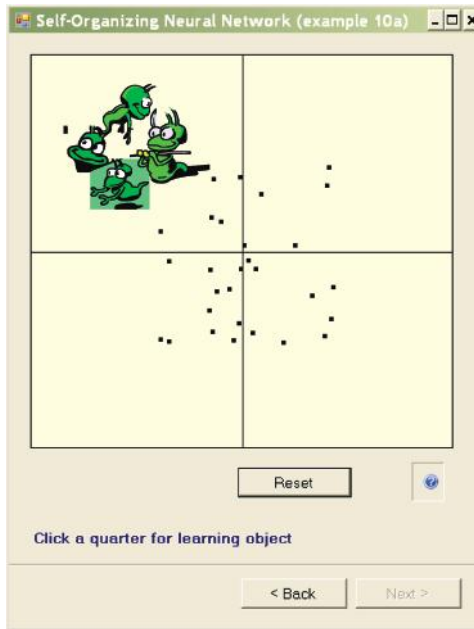 Self-Organizing Neural Network (example 10a)
Reset
Click a quarter for learning object
< Back
Next >